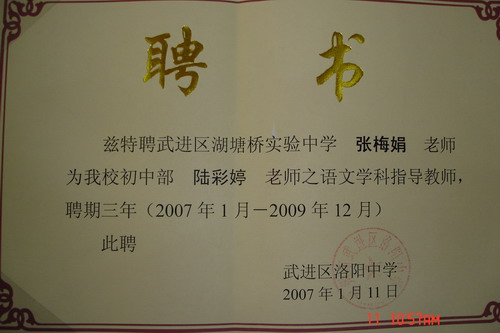 聘 书
兹特聘武进区湖塘桥实验中学 张梅娟 老师
为我校初中部 陆彩婷 老师之语文学科指导教师,
聘期三年（2007年1月－2009年12月）
此聘
武进区洛阳中学
2007年1月11日